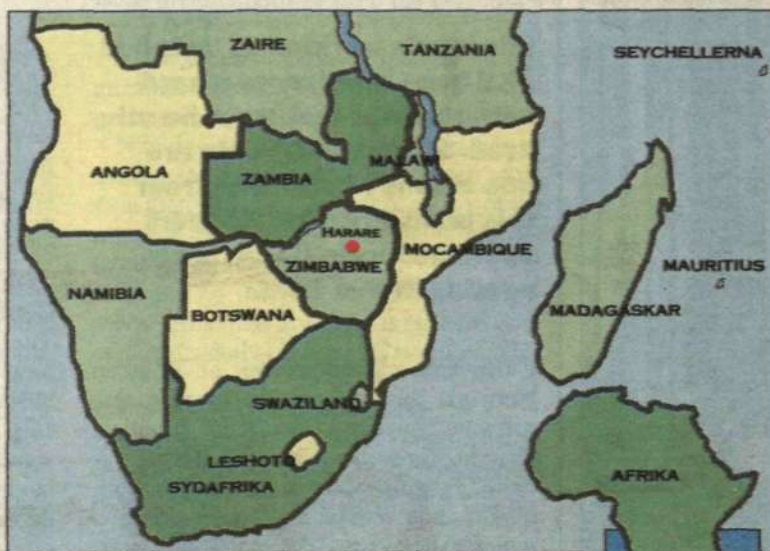 ZAIRE
TANZANIA
SEYCHELLERNA
ANGOLA
ZAMBIA
MALAWI
HARARE
ZIMBABWE
MOCAMBIQUE
MAURITIUS
NAMIBIA
BOTSWANA
MADAGASKAR
SWAZILAND
LESHOTO
SYDAFRIKA
AFRIKA